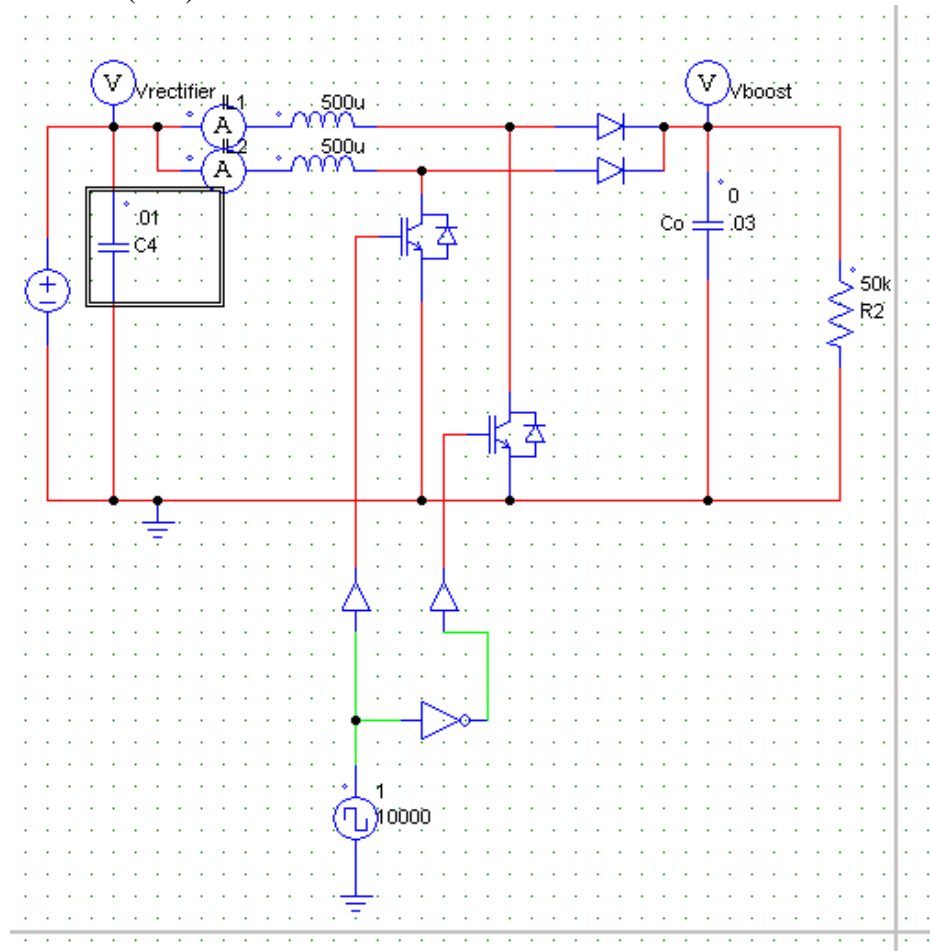 V Vrectifier
V Vboost
IL1
A
500u
IL2
A
500u
.01
C4
0
Co .03
50k
R2
1
10000